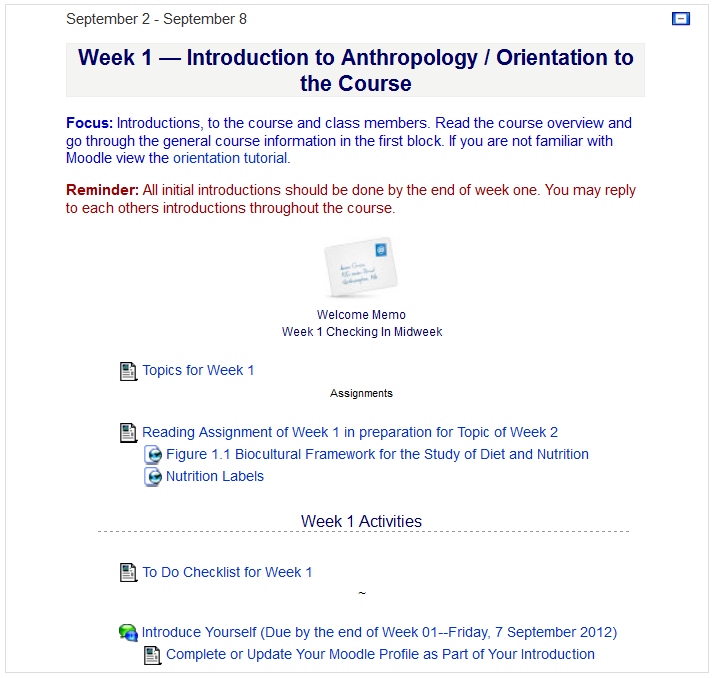 September 2 - September 8
Week 1 — Introduction to Anthropology / Orientation to
the Course
Focus: Introductions, to the course and class members. Read the course overview and
go through the general course information in the first block. If you are not familiar with
Moodle view the orientation tutorial.
Reminder: All initial introductions should be done by the end of week one. You may reply
to each others introductions throughout the course.
Welcome Memo
Week 1 Checking In Midweek
Topics for Week 1
Assignments
Reading Assignment of Week 1 in preparation for Topic of Week 2
Figure 1.1 Biocultural Framework for the Study of Diet and Nutrition
Nutrition Labels
Week 1 Activities
To Do Checklist for Week 1
~
Introduce Yourself (Due by the end of Week 01--Friday, 7 September 2012)
Complete or Update Your Moodle Profile as Part of Your Introduction